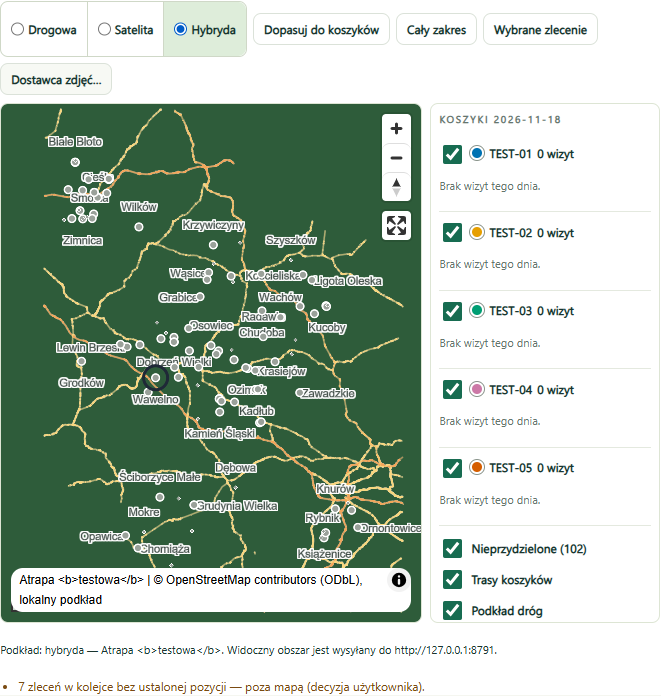 Drogowa
Satelita
Hybryda
Dopasuj do koszyków
Cały zakres
Wybrane zlecenie
Dostawca zdjęć...
Białe Błoto
Wilków
Krzywiczyny
Szyszków
Zimnica
Wąsice
Kościeliska
Ligota Oleska
Grabice
Wachów
Osowiec
Radawie
Chudoba
Kucoby
Lewin Brzeski
Dobrzeń Wielki
Krasiejów
Grodków
Zawadzkie
Wawelno
Kadłub
Kamień Śląski
Dębowa
Ściborzyce Małe
Knurów
Mokre
Grudynia Wielka
Rybnik
Ornontowice
Opawica
Chomiąża
Książenice
Atrapa <b>testowa</b> | © OpenStreetMap contributors (ODbL),
lokalny podkład
KOSZYKI 2026-11-18
TEST-01 0 wizyt
Brak wizyt tego dnia.
TEST-02 0 wizyt
Brak wizyt tego dnia.
TEST-03 0 wizyt
Brak wizyt tego dnia.
TEST-04 0 wizyt
Brak wizyt tego dnia.
TEST-05 0 wizyt
Brak wizyt tego dnia.
Nieprzydzielone (102)
Trasy koszyków
Podkład dróg
Podkład: hybryda — Atrapa <b>testowa</b>. Widoczny obszar jest wysyłany do http://127.0.0.1:8791.
7 zleceń w kolejce bez ustalonej pozycji — poza mapą (decyzja użytkownika).